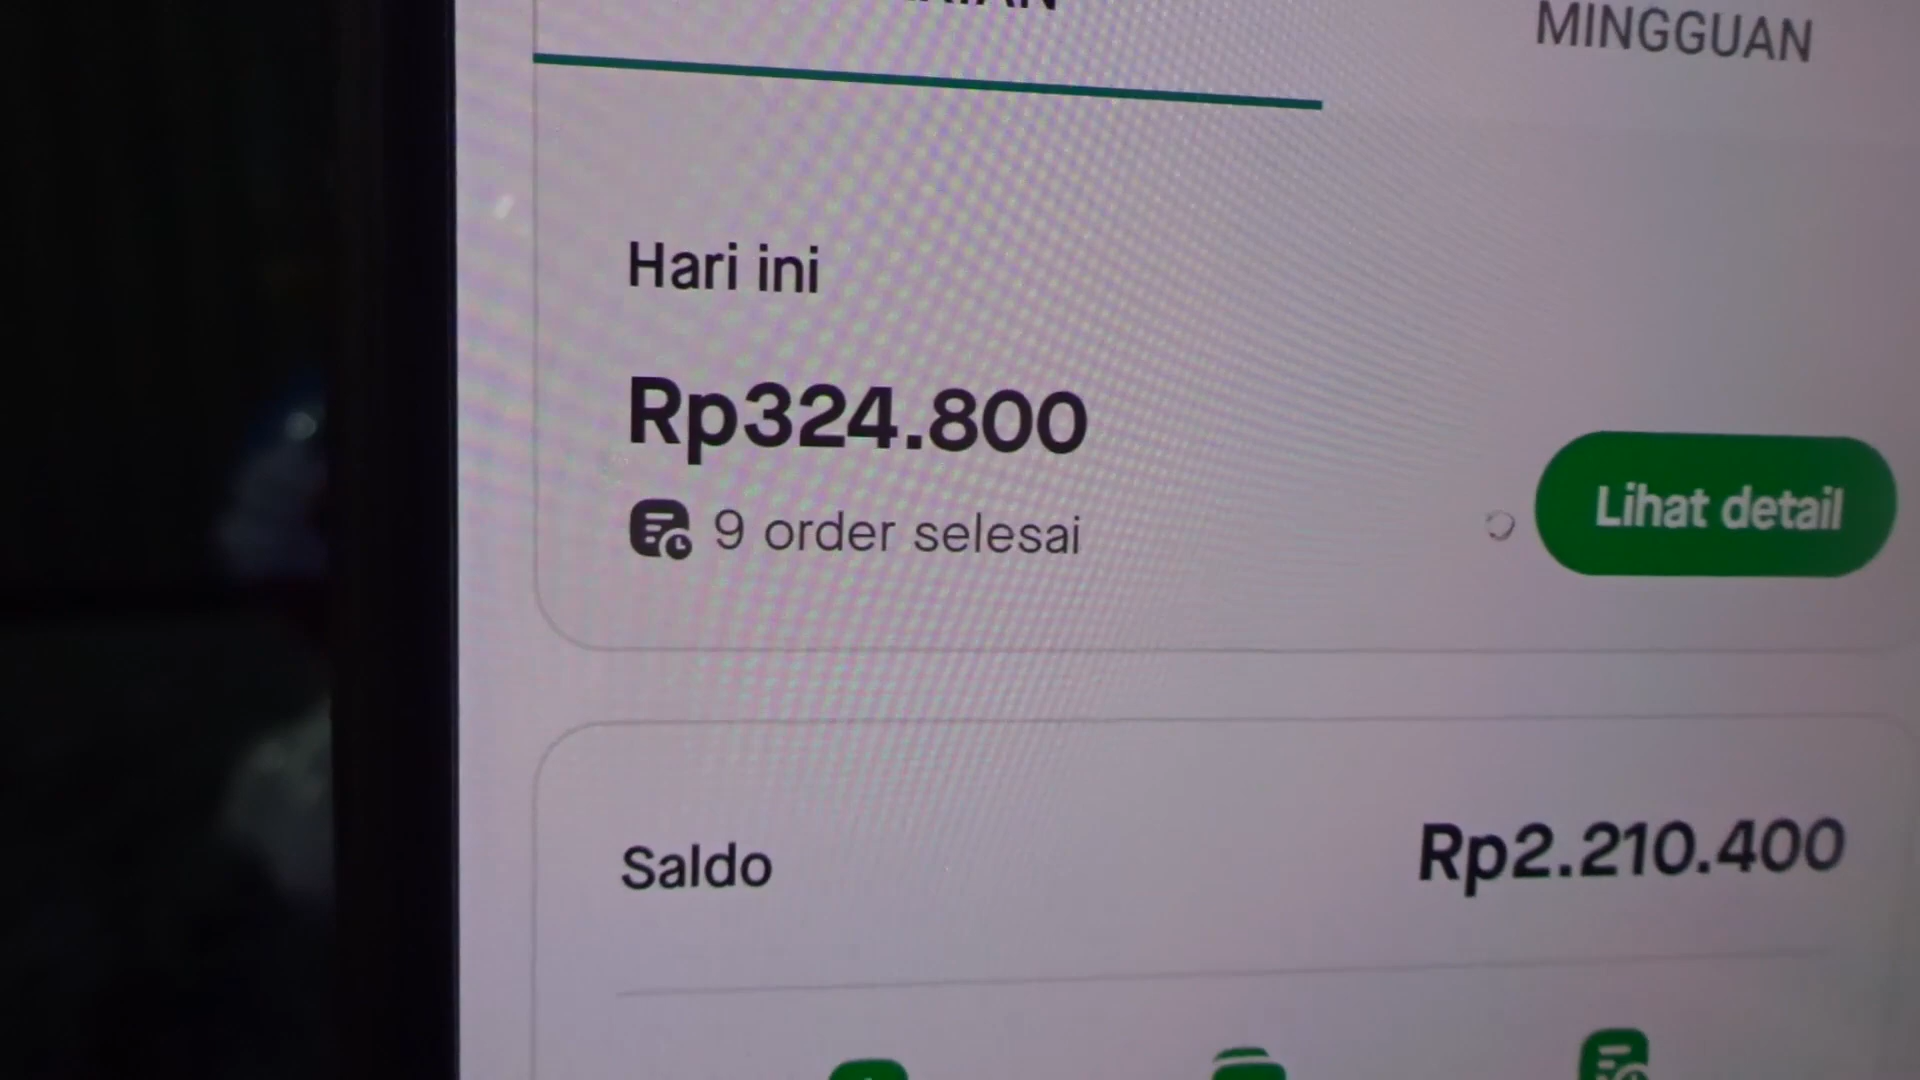 MINGGUAN
Hari ini
Rp324.800
9 order selesai
Lihat detail
Saldo
Rp2.210.400